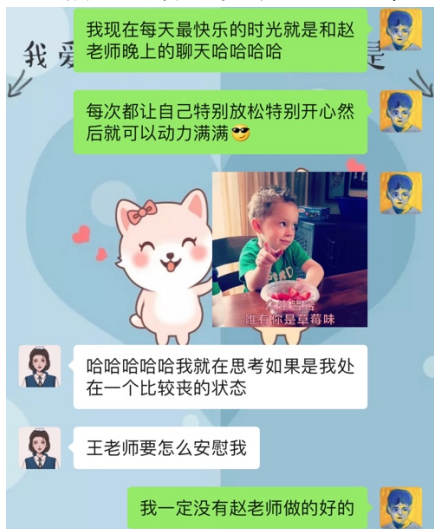 我现在每天最快乐的时光就是和赵
老师晚上的聊天哈哈哈哈
我爱
是
每次都让自己特别放松特别开心然
后就可以动力满满
唯有你是草莓味
哈哈哈哈哈我就在思考如果是我处
在一个比较丧的状态
王老师要怎么安慰我
我一定没有赵老师做的好的